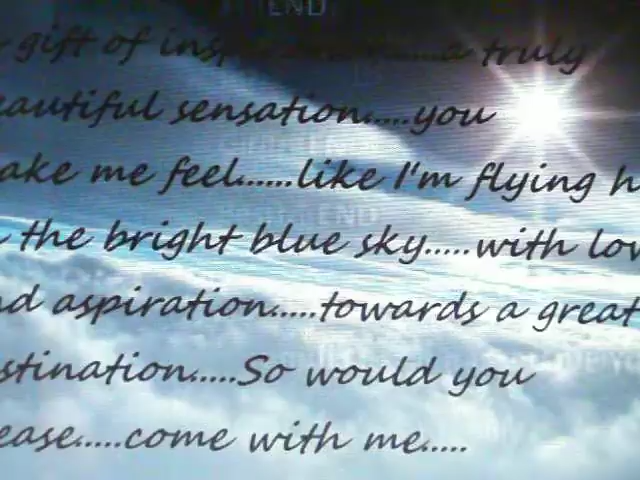 END
gift of a truly
eautiful sensation.....you
ake me feel......like I'm flying h
the bright blue sky.....with lov
d aspiration.....towards a great
stination.....So would you
ease.....come with me.....